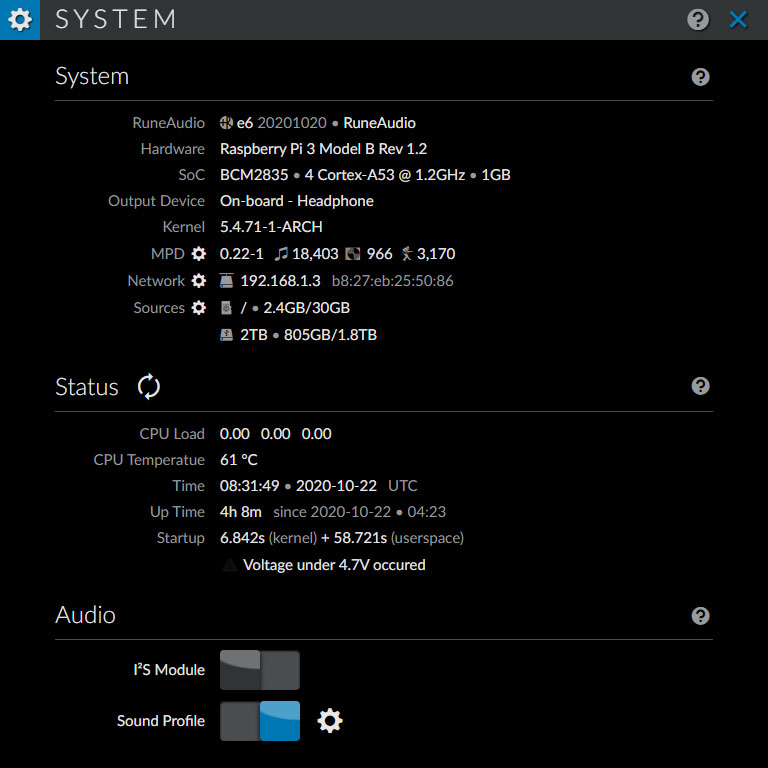 SYSTEM
System
RuneAudio e6 20201020 • RuneAudio
Hardware Raspberry Pi 3 Model B Rev 1.2
SoC BCM2835 • 4 Cortex-A53 @ 1.2GHz • 1GB
Output Device On-board - Headphone
Kernel 5.4.71-1-ARCH
MPD 0.22-1 18,403 966 3,170
Network 192.168.1.3 b8:27:eb:25:50:86
Sources / • 2.4GB/30GB
2TB • 805GB/1.8TB
Status
CPU Load 0.00 0.00 0.00
CPU Temperatue 61 °C
Time 08:31:49 • 2020-10-22 UTC
Up Time 4h 8m since 2020-10-22 • 04:23
Startup 6.842s (kernel) + 58.721s (userspace)
Voltage under 4.7V occured
Audio
I²S Module
Sound Profile